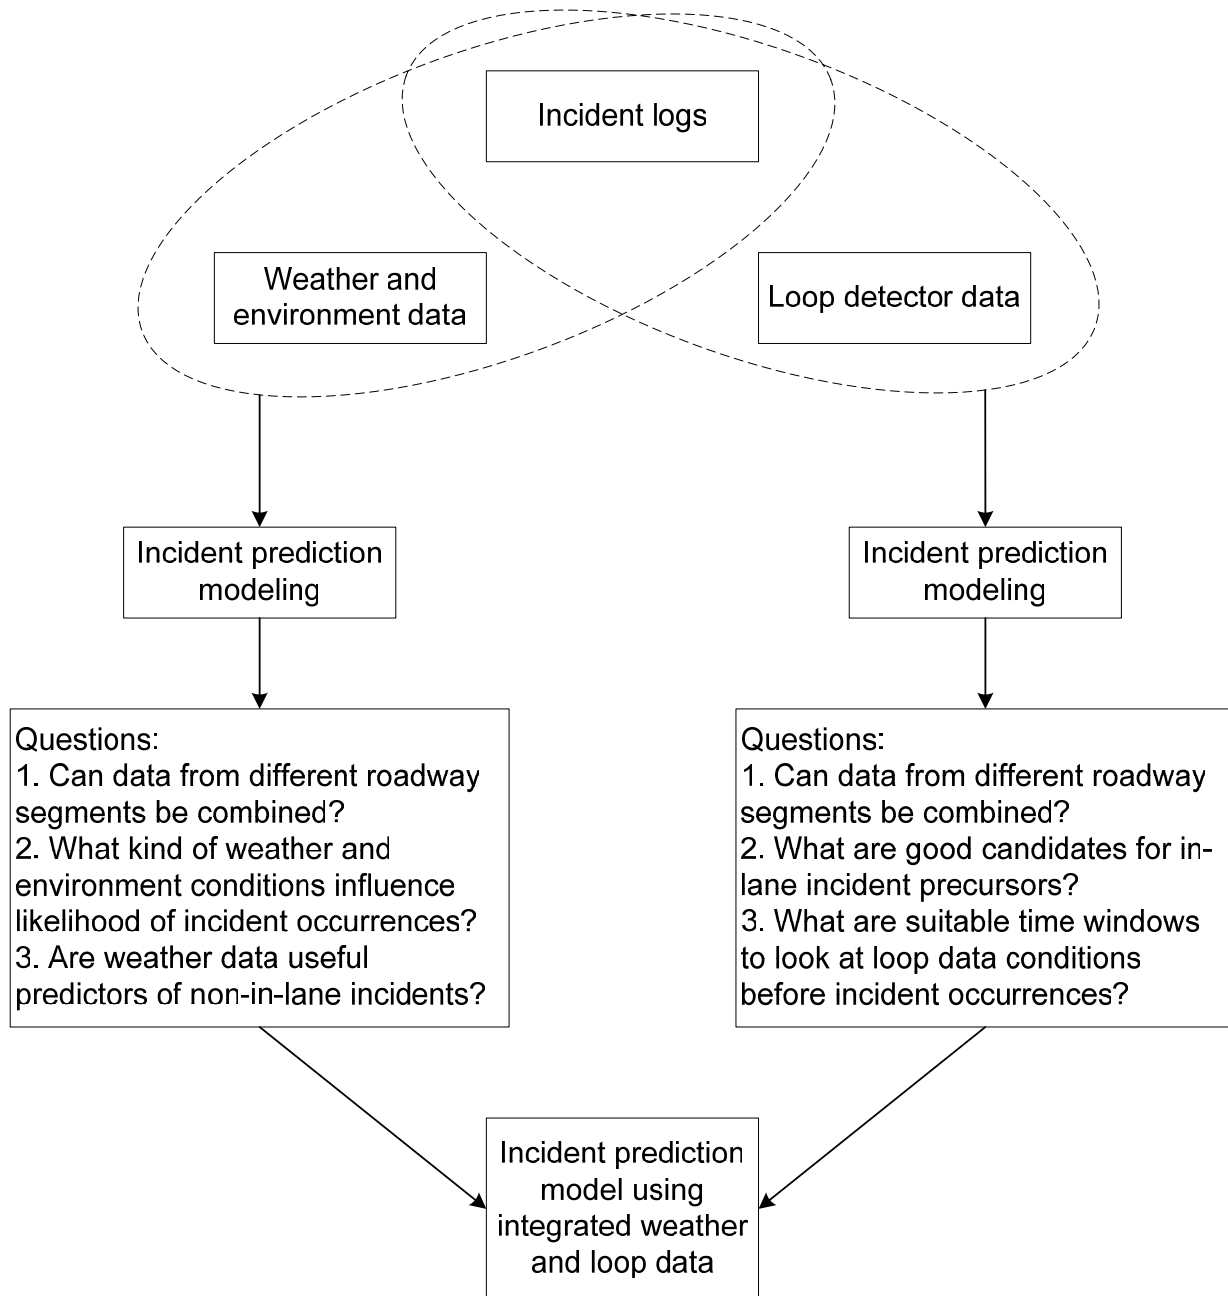 Incident logs
Weather and
environment data
Loop detector data
Incident prediction
modeling
Incident prediction
modeling
Questions:
1. Can data from different roadway
segments be combined?
2. What kind of weather and
environment conditions influence
likelihood of incident occurrences?
3. Are weather data useful
predictors of non-in-lane incidents?
Questions:
1. Can data from different roadway
segments be combined?
2. What are good candidates for in-
lane incident precursors?
3. What are suitable time windows
to look at loop data conditions
before incident occurrences?
Incident prediction
model using
integrated weather
and loop data